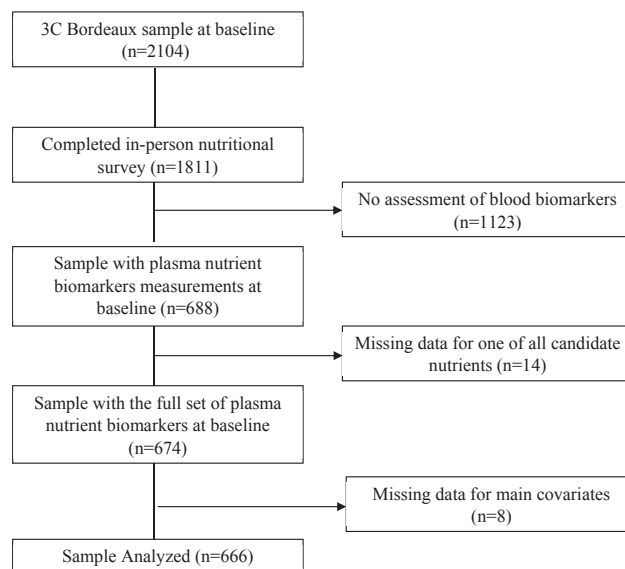 3C Bordeaux sample at baseline
(n=2104)
Completed in-person nutritional
survey (n=1811)
No assessment of blood biomarkers
(n=1123)
Sample with plasma nutrient
biomarkers measurements at
baseline (n=688)
Missing data for one of all candidate
nutrients (n=14)
Sample with the full set of plasma
nutrient biomarkers at baseline
(n=674)
Missing data for main covariates
(n=8)
Sample Analyzed (n=666)